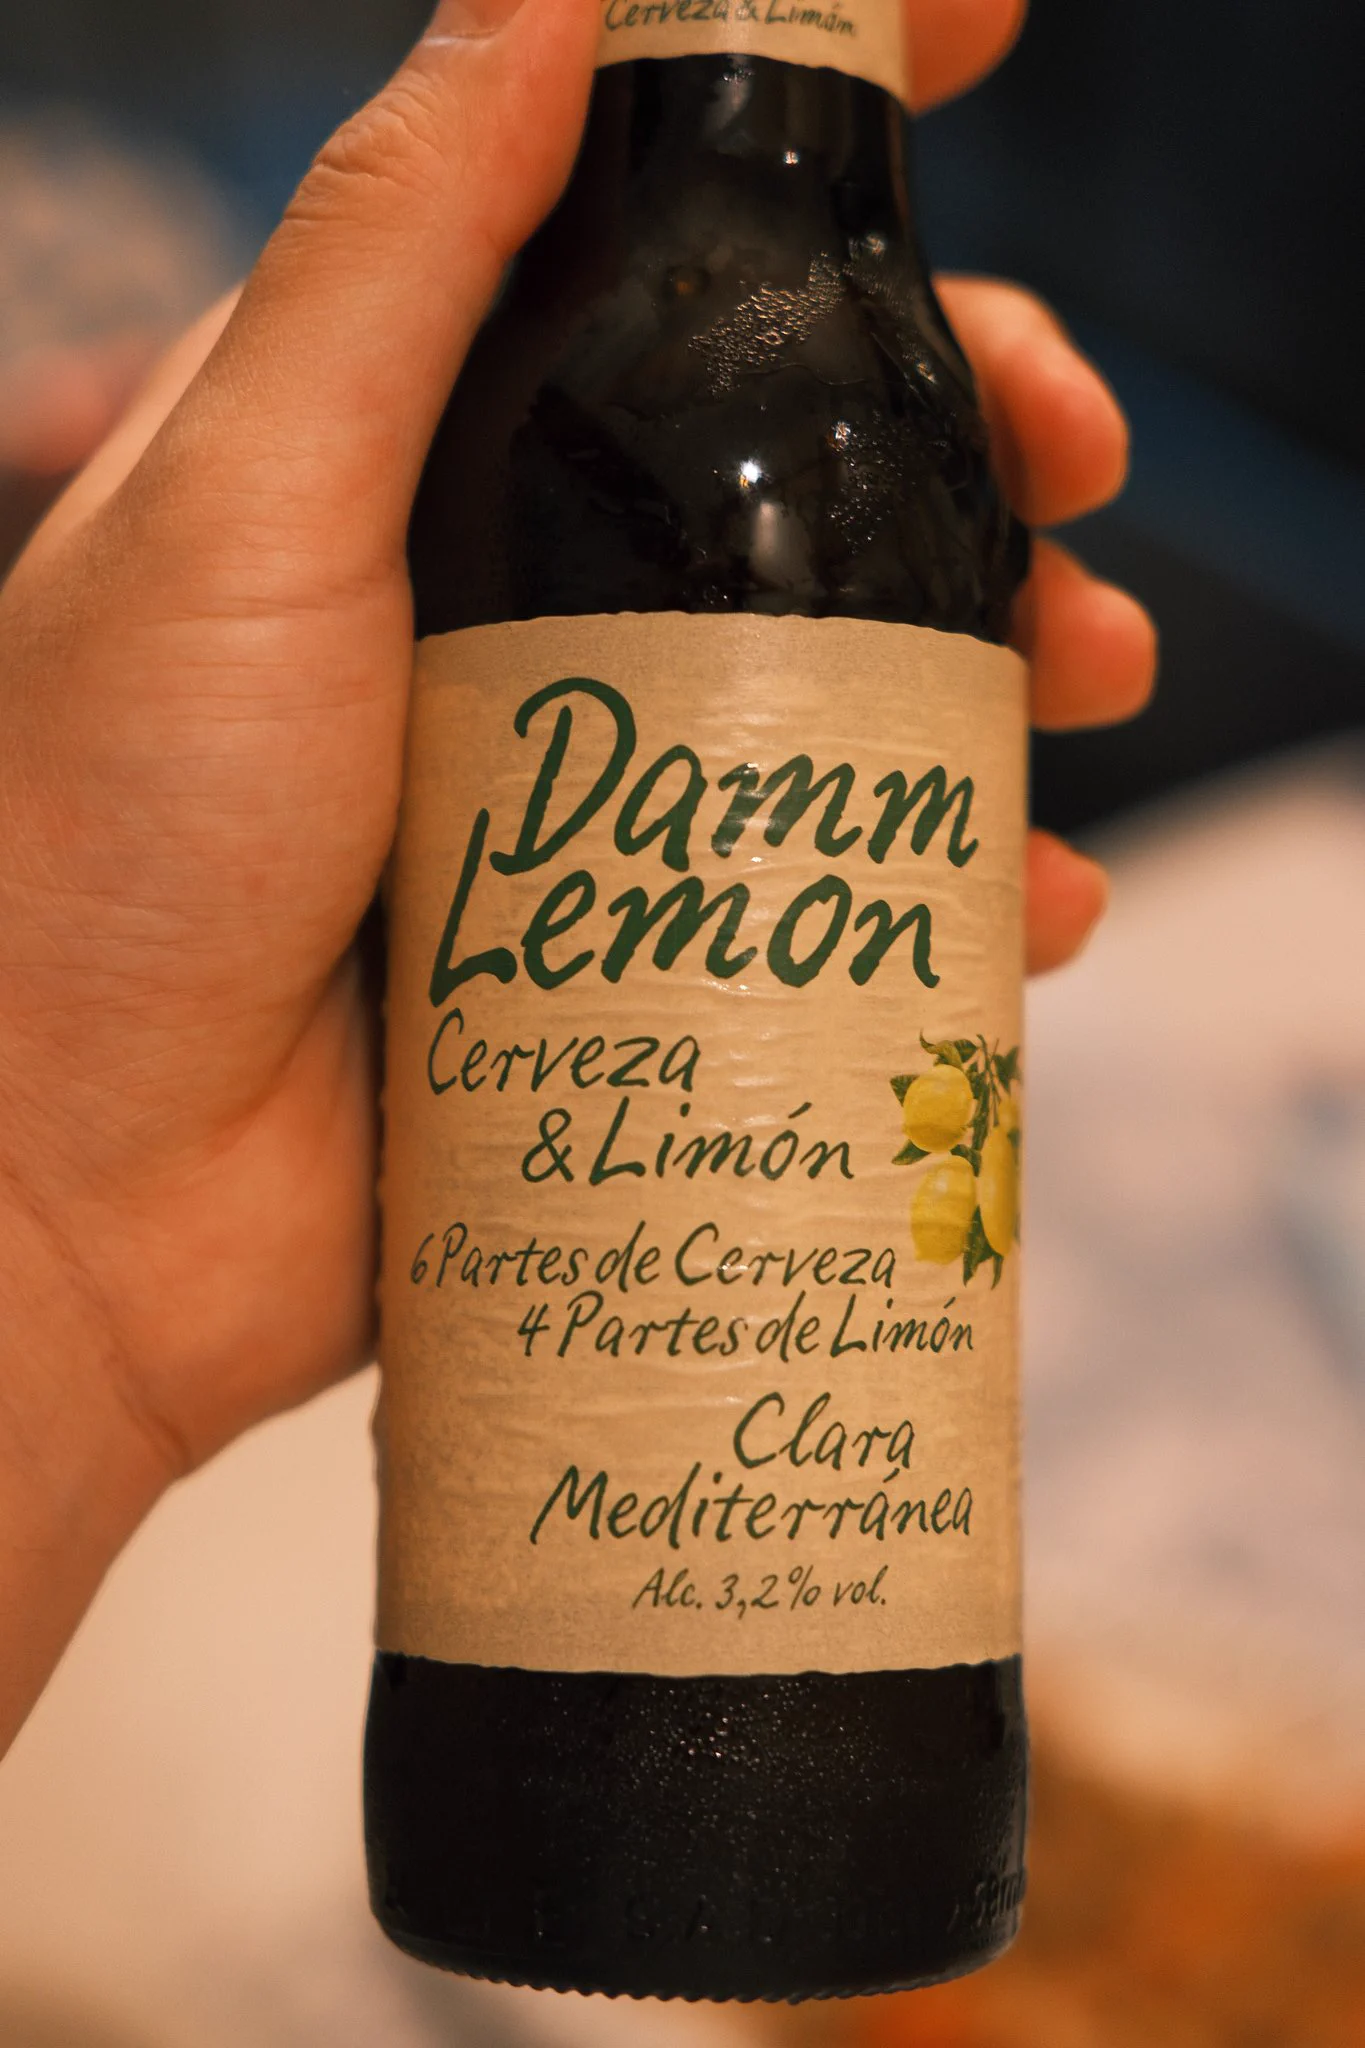 Cerveza & Limón
Damm
Lemon
Cerveza
& Limón
6 Partes de Cerveza
4 Partes de Limón
Clara
Mediterránea
Alc. 3,2% vol.